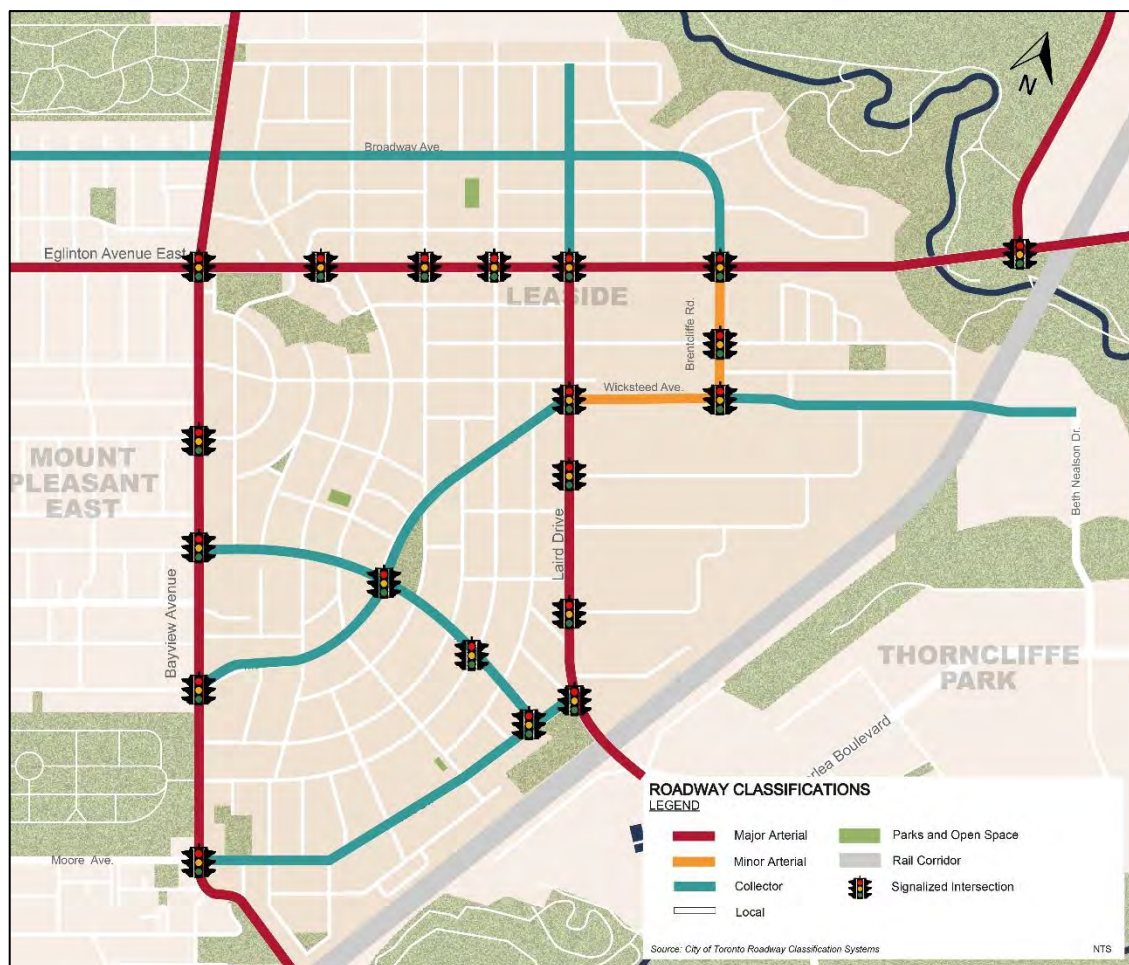 N
Broadway Ave.
Eglinton Avenue East
LEASIDE
Brentcliffe Rd.
Wicksteed Ave.
MOUNT
PLEASANT
EAST
Bayview Avenue
Laird Drive
Beth Nealson Dr.
THORNCLIFFE
PARK
rlea Boulevard
Moore Ave.
ROADWAY CLASSIFICATIONS
LEGEND
Major Arterial
Parks and Open Space
Minor Arterial
Rail Corridor
Collector
Signalized Intersection
Local
Source: City of Toronto Roadway Classification Systems
NTS